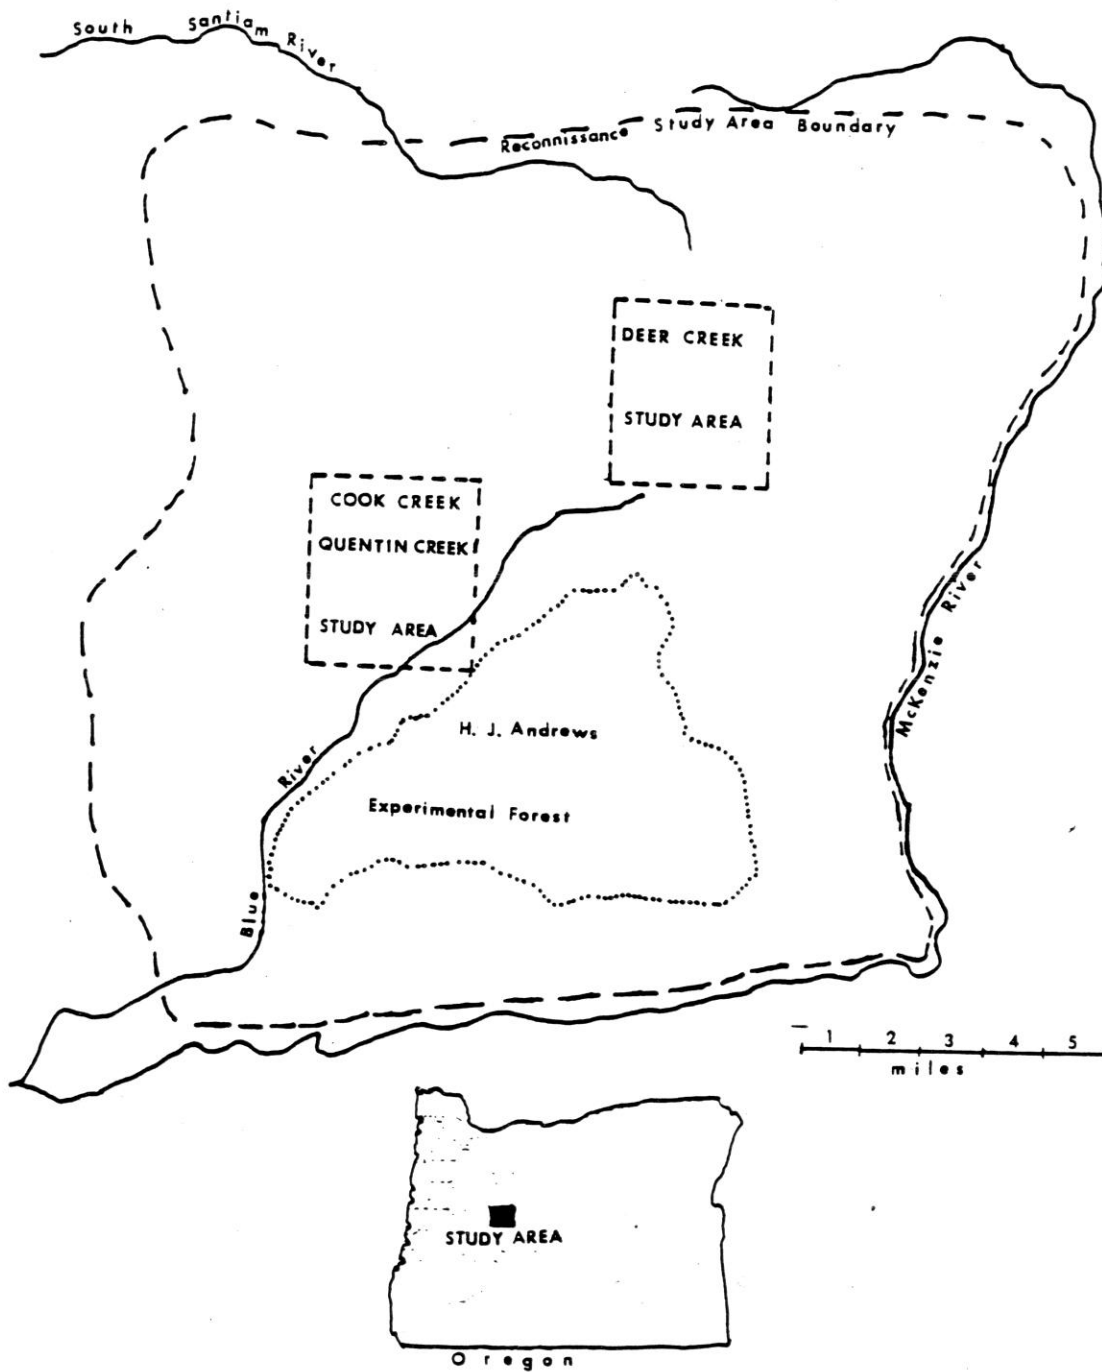 South Santiam River
Reconnissance Study Area Boundary
DEER CREEK
STUDY AREA
COOK CREEK
QUENTIN CREEK
STUDY AREA
McKenzie River
H. J. Andrews
Experimental Forest
Blue River
1 2 3 4 5
miles
STUDY AREA
Oregon